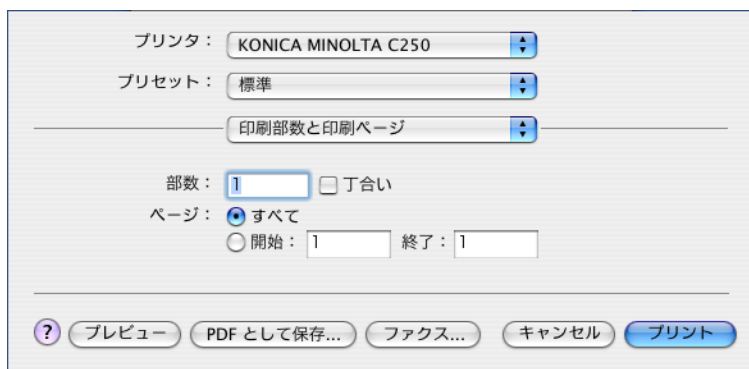 プリンタ： KONICA MINOLTA C250
プリセット： 標準
印刷部数と印刷ページ
部数： 1 丁合い
ページ： すべて
開始： 1 終了： 1
? プレビュー PDF として保存... ファクス... キャンセル プリント